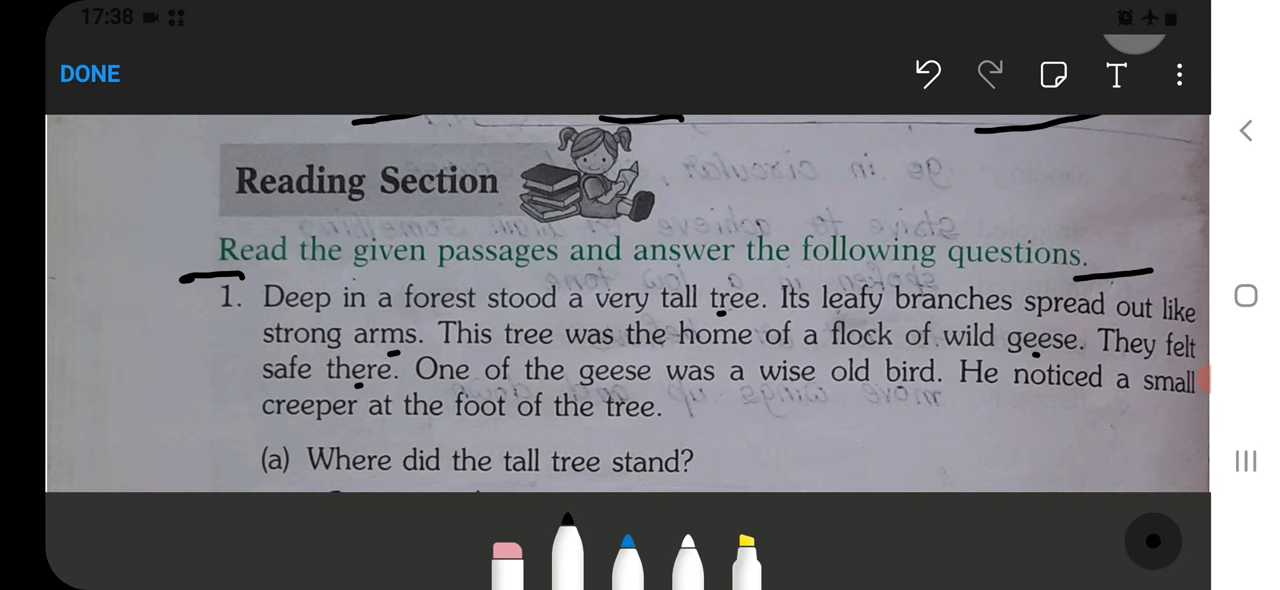 17:38
DONE
T
Reading Section
Read the given passages and answer the following questions.
1. Deep in a forest stood a very tall tree. Its leafy branches spread out like
strong arms. This tree was the home of a flock of wild geese. They felt
safe there. One of the geese was a wise old bird. He noticed a small
creeper at the foot of the tree.
(a) Where did the tall tree stand?